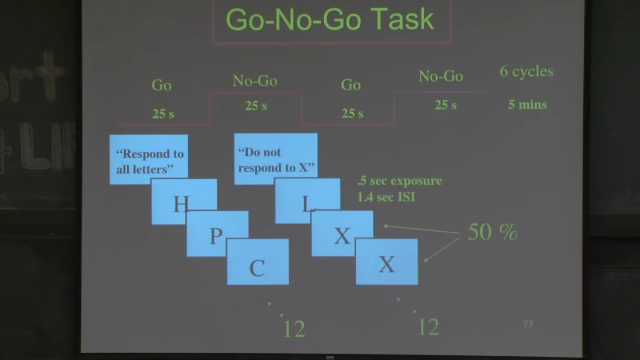 Go-No-Go Task
Go
No-Go
Go
No-Go
6 cycles
25 s
25 s
25 s
25 s
5 mins
“Respond to
all letters”
“Do not
respond to X”
.5 sec exposure
1.4 sec ISI
H
L
P
X
50 %
C
X
12
12
77